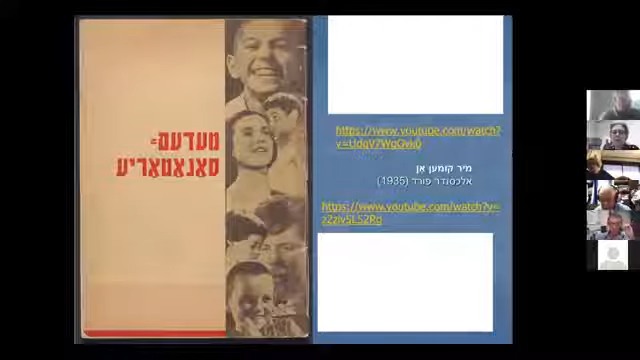 מעדעם=
סאַנאַטאָריע
https://www.youtube.com/watch?
מיר קומען אָן
אלכסנדר פורד (1935)
https://www.youtube.com/watch?v=